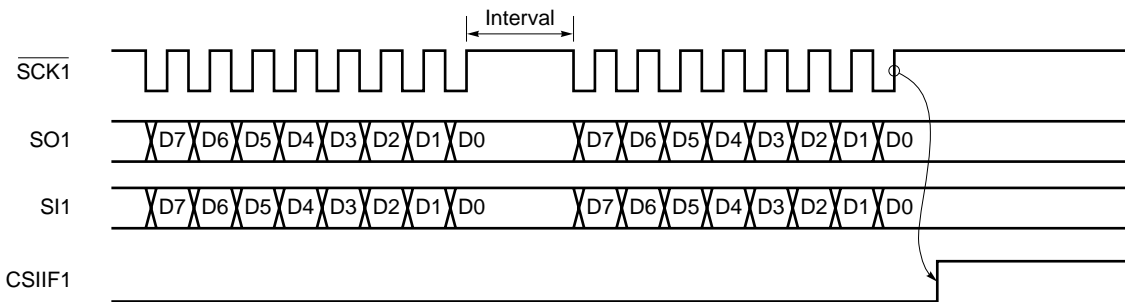 Interval
SCK1
SO1 D7 D6 D5 D4 D3 D2 D1 D0 D7 D6 D5 D4 D3 D2 D1 D0
SI1 D7 D6 D5 D4 D3 D2 D1 D0 D7 D6 D5 D4 D3 D2 D1 D0
CSIIF1